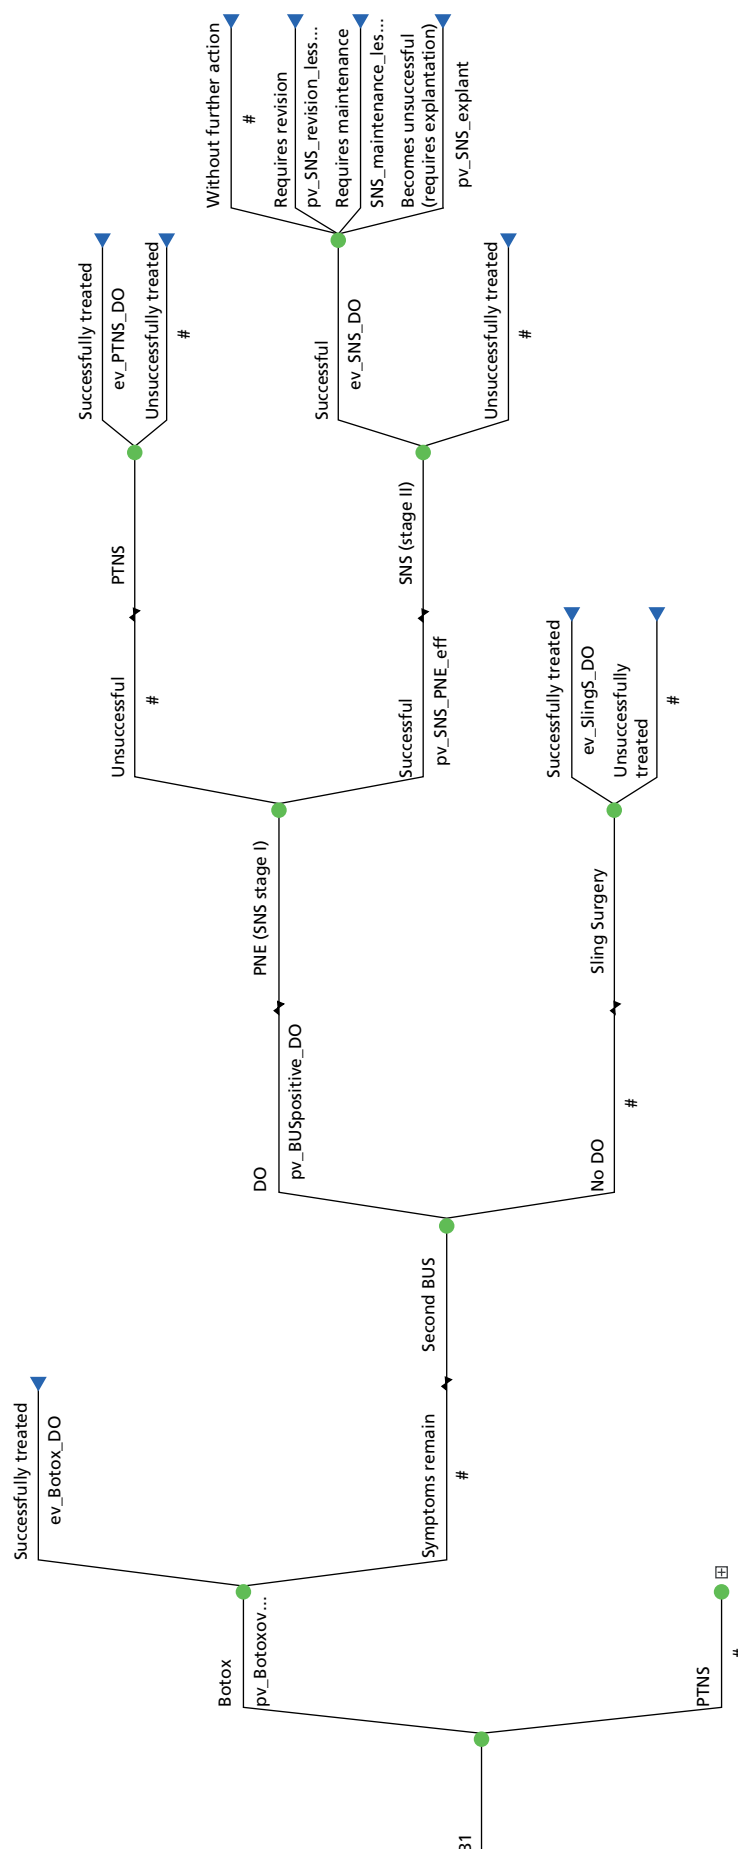 B1
Botox
pv_Botoxov...
Successfully treated
ev_Botox_DO
Symptoms remain
#
Second BUS
DO
pv_BUSpositive_DO
PNE (SNS stage I)
Unsuccessful
#
PTNS
Successfully treated
ev_PTNS_DO
Unsuccessfully treated
#
Successful
pv_SNS_PNE_eff
SNS (stage II)
Successful
ev_SNS_DO
Without further action
#
Requires revision
pv_SNS_revision_less...
Requires maintenance
SNS_maintenance_les...
Becomes unsuccessful
(requires explantation)
pv_SNS_explant
Unsuccessfully treated
#
No DO
#
Sling Surgery
Successfully treated
ev_SlingS_DO
Unsuccessfully
treated
#
PTNS
#